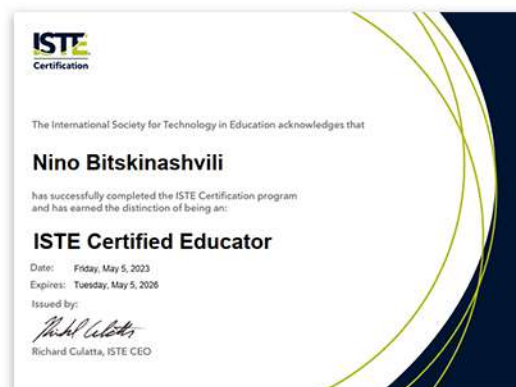 ISTE
Certification
The International Society for Technology in Education acknowledges that
Nino Bitskinashvili
has successfully completed the ISTE Certification program
and has earned the distinction of being an:
ISTE Certified Educator
Date: Friday, May 5, 2023
Expires: Tuesday, May 5, 2026
Issued by:
Richard Culatta, ISTE CEO